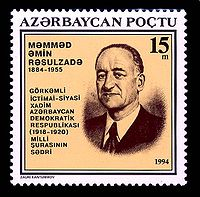 AZƏRBAYCAN POÇTU
MƏMMƏD
ƏMİN
RƏSULZADƏ
1884-1955
15
m
GÖRKƏMLİ
İCTİMAİ-SİYASİ
XADİM
AZƏRBAYCAN
DEMOKRATİK
RESPUBLİKASI
(1918-1920)
MİLLİ
ŞURASININ
SƏDRİ
1994